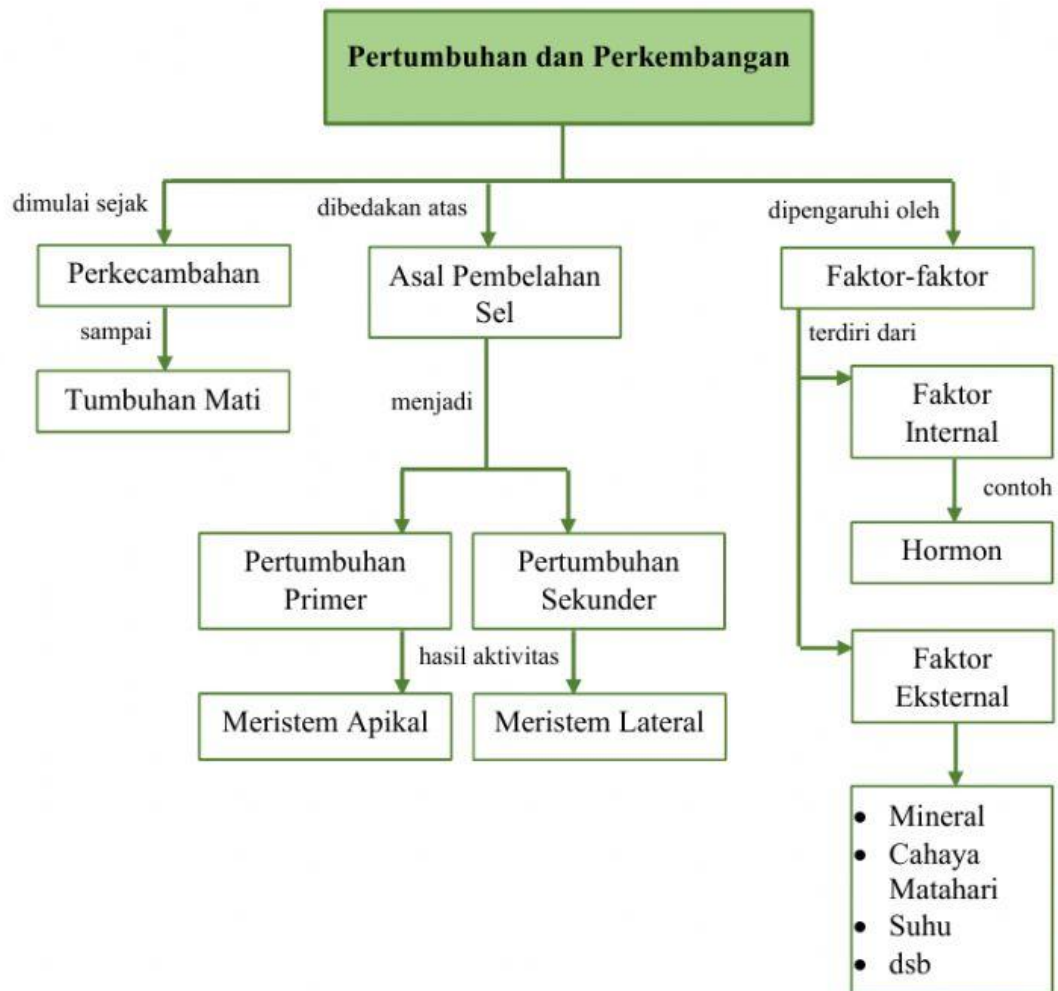 Pertumbuhan dan Perkembangan
dimulai sejak
dibedakan atas
dipengaruhi oleh
Perkecambahan
Asal Pembelahan
Sel
Faktor-faktor
sampai
terdiri dari
Tumbuhan Mati
menjadi
Faktor
Internal
contoh
Hormon
Pertumbuhan
Primer
Pertumbuhan
Sekunder
hasil aktivitas
Faktor
Eksternal
Meristem Apikal
Meristem Lateral
• Mineral
• Cahaya
Matahari
• Suhu
• dsb